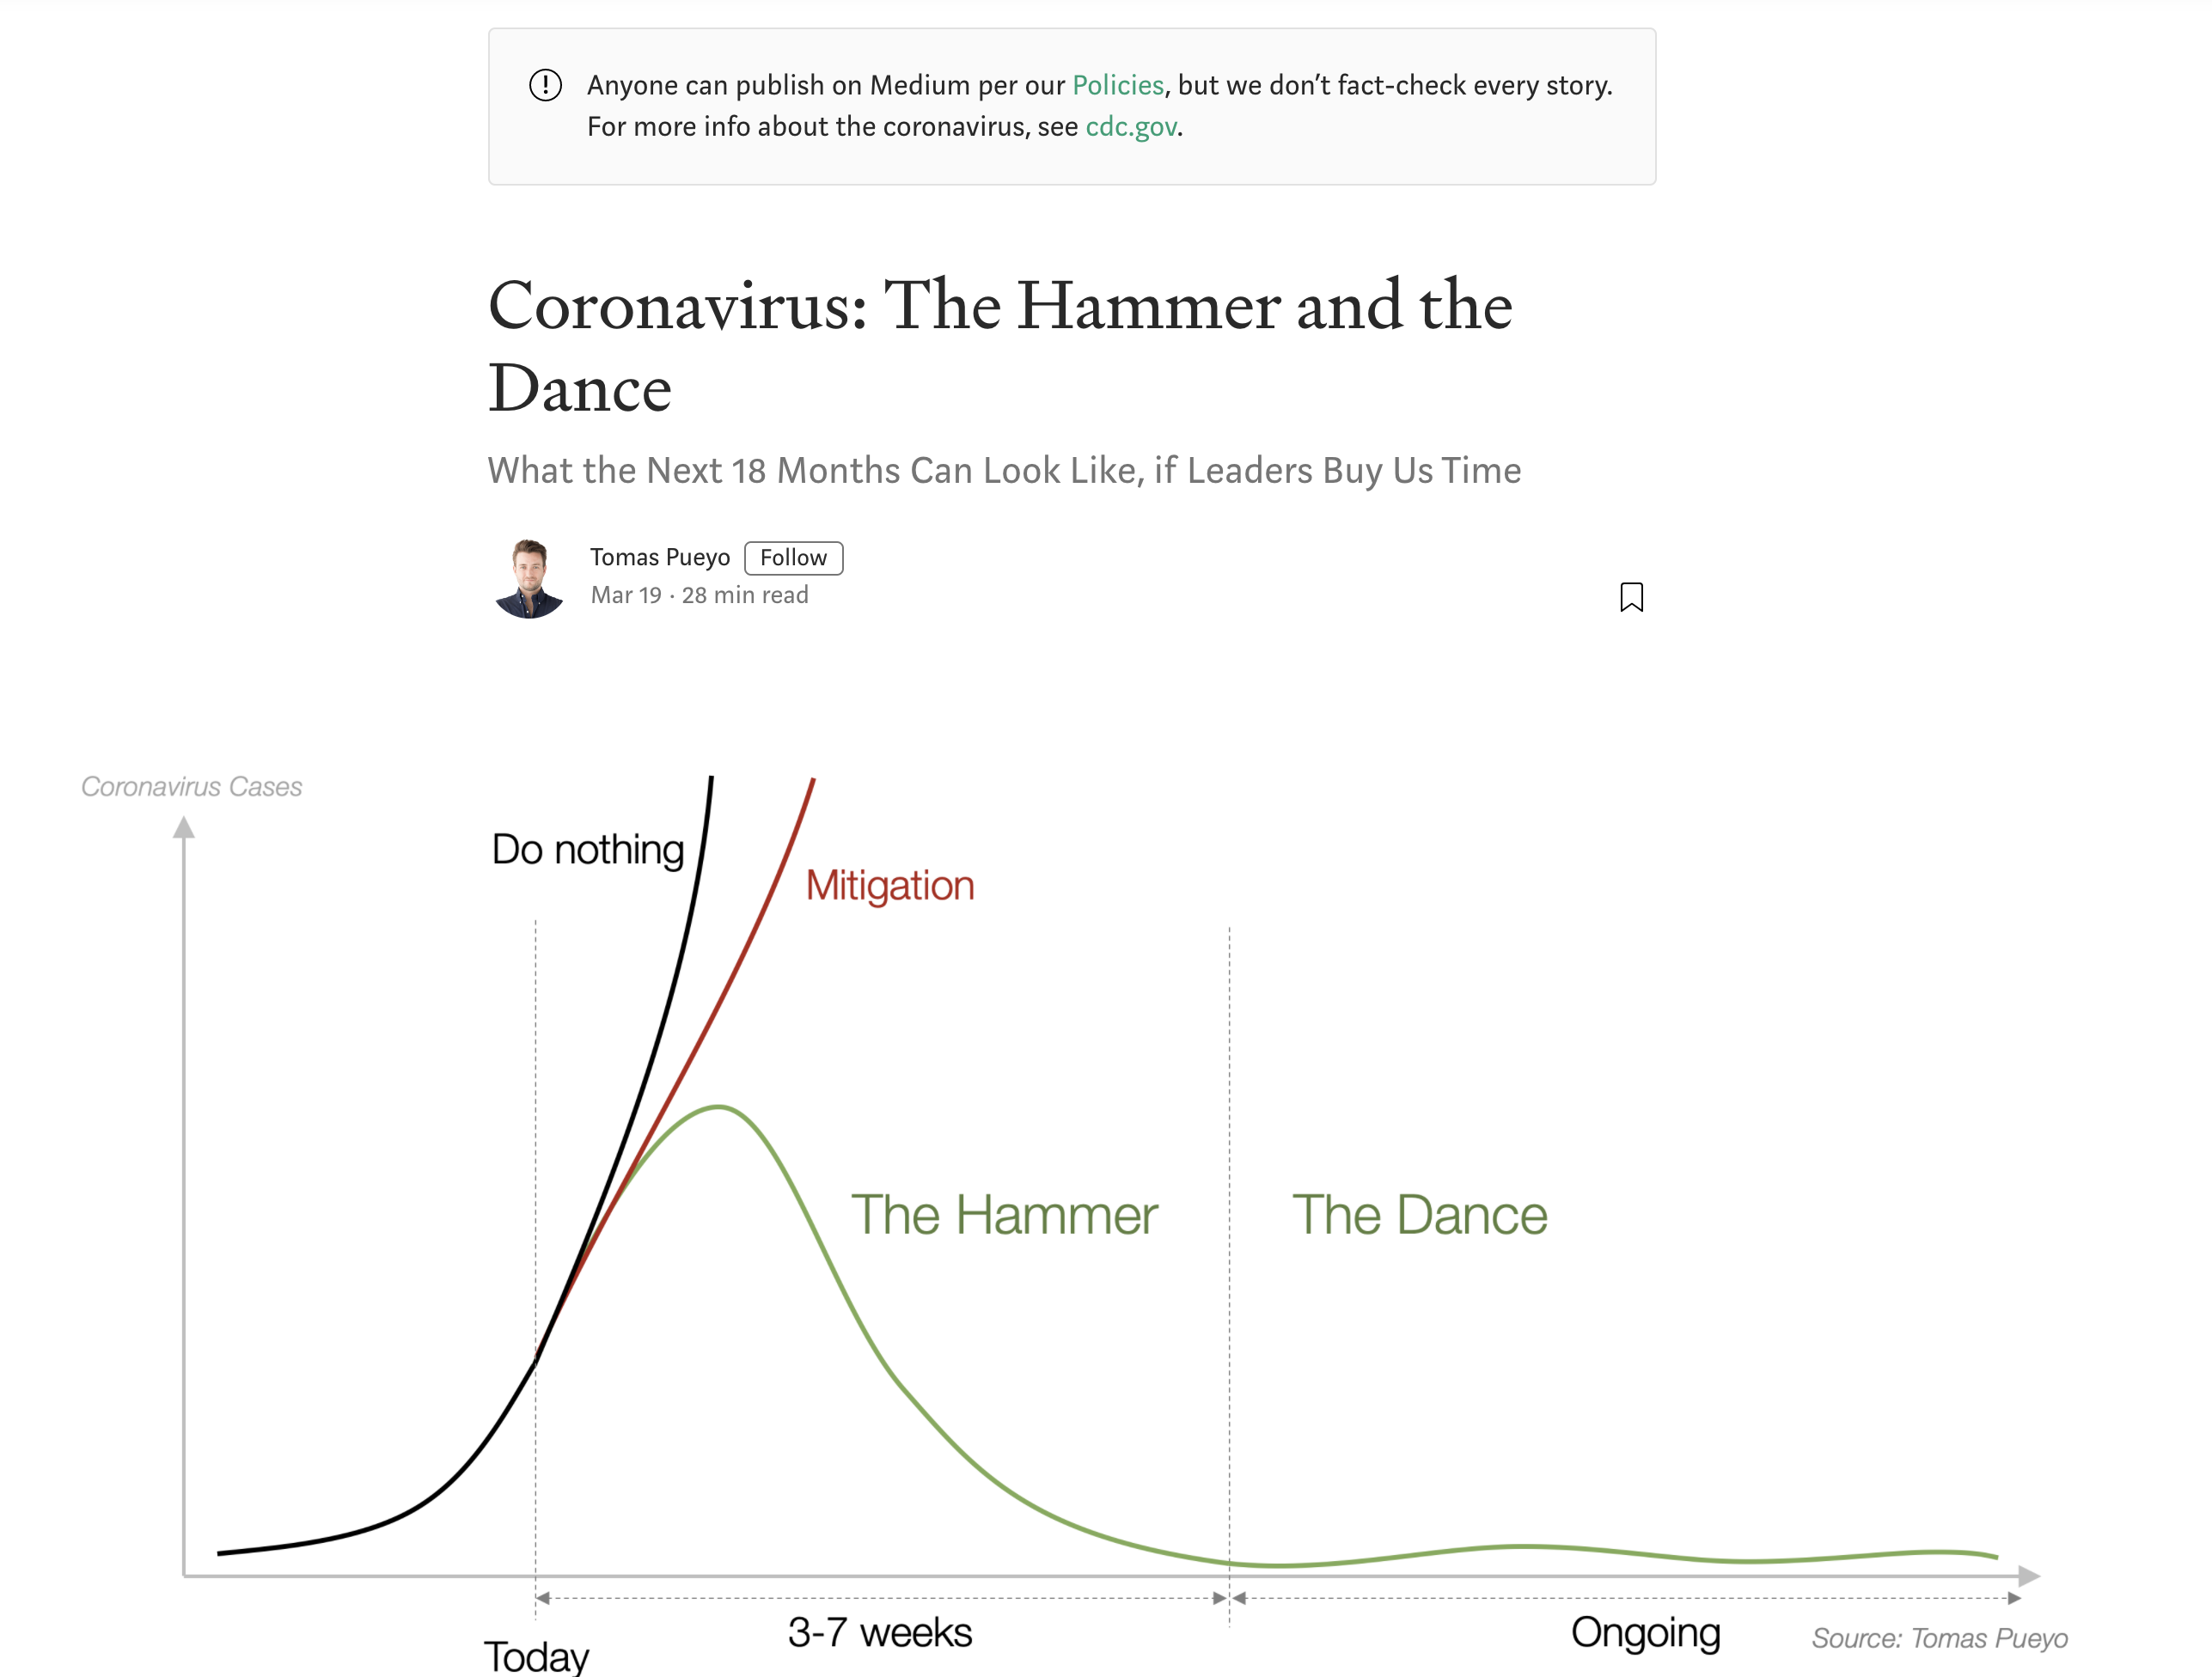 Anyone can publish on Medium per our Policies, but we don’t fact-check every story.
For more info about the coronavirus, see cdc.gov.
Coronavirus: The Hammer and the
Dance
What the Next 18 Months Can Look Like, if Leaders Buy Us Time
Tomas Pueyo Follow
Mar 19 · 28 min read
Coronavirus Cases
Do nothing
Mitigation
The Hammer
The Dance
3-7 weeks
Ongoing
Source: Tomas Pueyo
Today